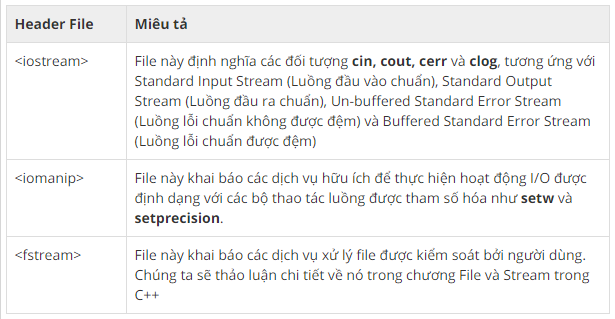 Header File Miêu tả
<iostream> File này định nghĩa các đối tượng cin, cout, cerr và clog, tương ứng với
Standard Input Stream (Luồng đầu vào chuẩn), Standard Output
Stream (Luồng đầu ra chuẩn), Un-buffered Standard Error Stream
(Luồng lỗi chuẩn không được đệm) và Buffered Standard Error Stream
(Luồng lỗi chuẩn được đệm)
<iomanip> File này khai báo các dịch vụ hữu ích để thực hiện hoạt động I/O được
định dạng với các bộ thao tác luồng được tham số hóa như setw và
setprecision.
<fstream> File này khai báo các dịch vụ xử lý file được kiểm soát bởi người dùng.
Chúng ta sẽ thảo luận chi tiết về nó trong chương File và Stream trong
C++